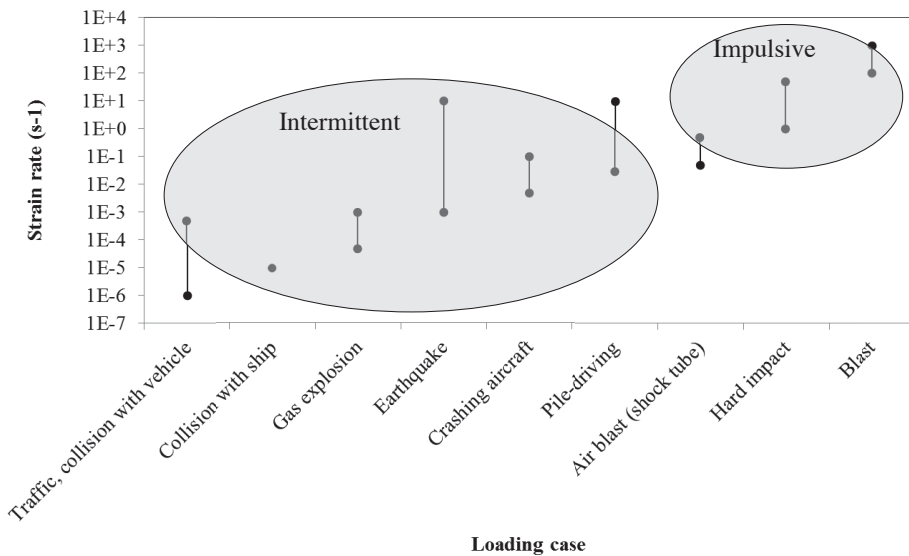 1E+4
1E+3
1E+2
1E+1
1E+0
1E-1
1E-2
1E-3
1E-4
1E-5
1E-6
1E-7
Strain rate (s-1)
Intermittent
Impulsive
Traffic, collision with vehicle
Collision with ship
Gas explosion
Earthquake
Crashing aircraft
Pile-driving
Air blast (shock tube)
Hard impact
Blast
Loading case